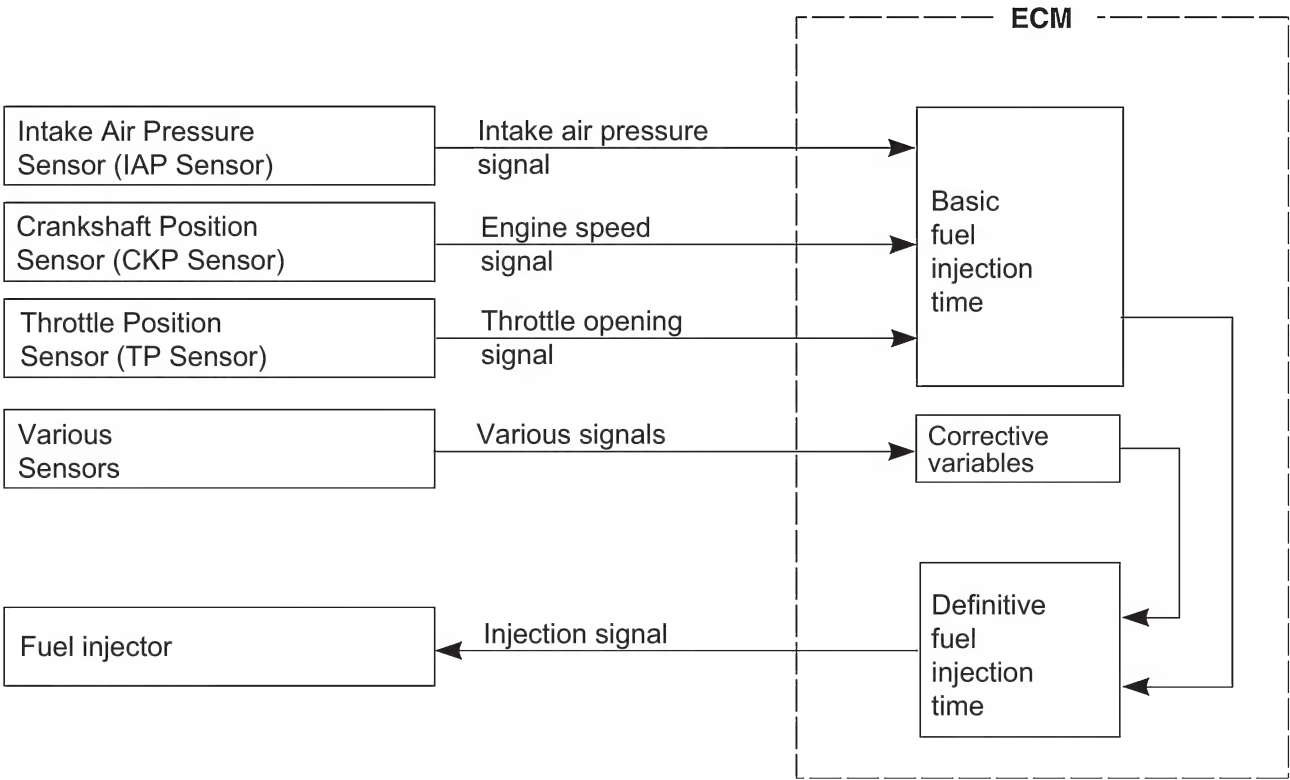 ECM
Intake Air Pressure
Sensor (IAP Sensor)
Intake air pressure
signal
Crankshaft Position
Sensor (CKP Sensor)
Engine speed
signal
Throttle Position
Sensor (TP Sensor)
Throttle opening
signal
Basic
fuel
injection
time
Various
Sensors
Various signals
Corrective
variables
Fuel injector
Injection signal
Definitive
fuel
injection
time